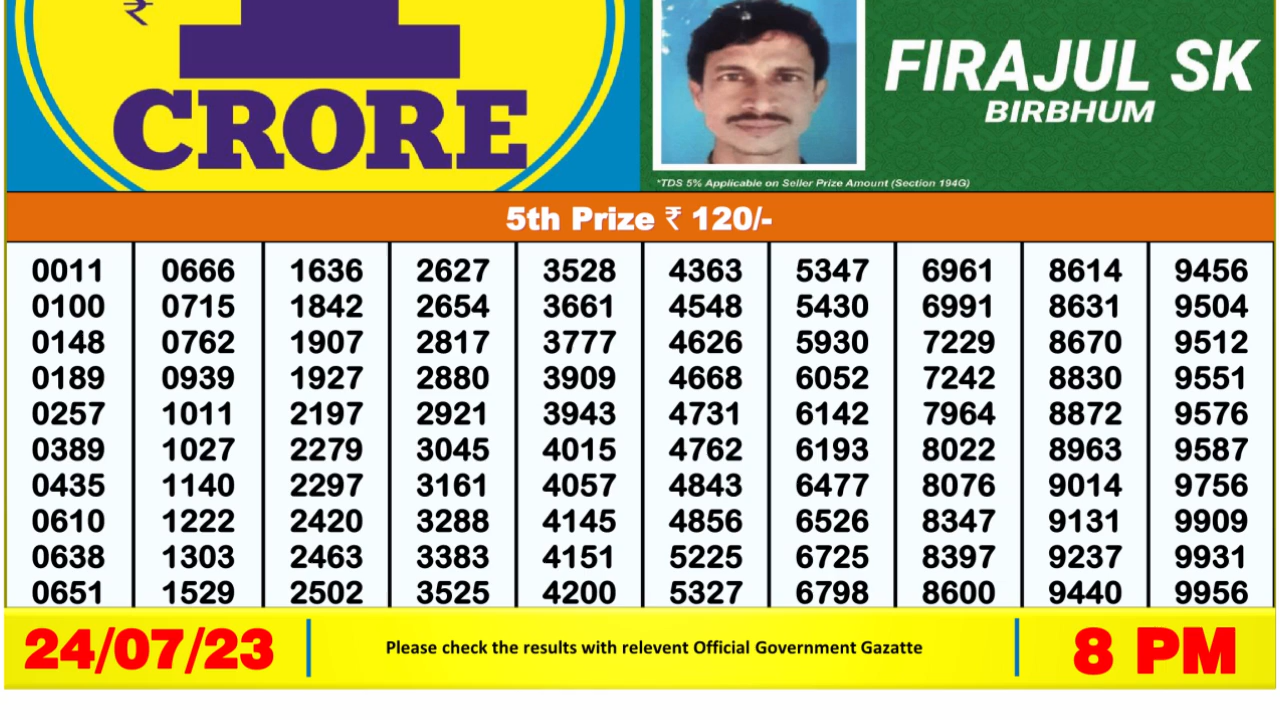 ₹
1
CRORE
FIRAJUL SK
BIRBHUM
*TDS 5% Applicable on Seller Prize Amount (Section 194G)
5th Prize ₹ 120/-
0011 0666 1636 2627 3528 4363 5347 6961 8614 9456
0100 0715 1842 2654 3661 4548 5430 6991 8631 9504
0148 0762 1907 2817 3777 4626 5930 7229 8670 9512
0189 0939 1927 2880 3909 4668 6052 7242 8830 9551
0257 1011 2197 2921 3943 4731 6142 7964 8872 9576
0389 1027 2279 3045 4015 4762 6193 8022 8963 9587
0435 1140 2297 3161 4057 4843 6477 8076 9014 9756
0610 1222 2420 3288 4145 4856 6526 8347 9131 9909
0638 1303 2463 3383 4151 5225 6725 8397 9237 9931
0651 1529 2502 3525 4200 5327 6798 8600 9440 9956
24/07/23
Please check the results with relevent Official Government Gazatte
8 PM